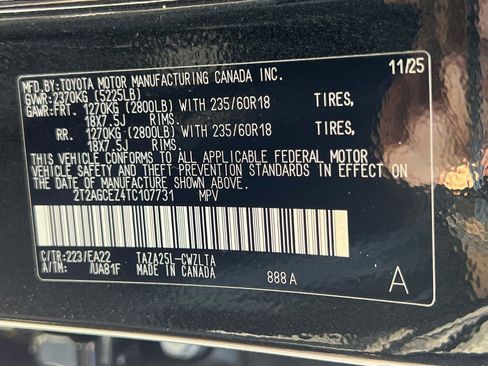 MFD.BY:TOYOTA MOTOR MANUFACTURING CANADA INC. 11/25
GVWR:2370KG (5225LB)
GAWR:FRT. 1270KG (2800LB) WITH 235/60R18 TIRES,
18X7.5J RIMS.
RR. 1270KG (2800LB) WITH 235/60R18 TIRES,
18X7.5J RIMS.
THIS VEHICLE CONFORMS TO ALL APPLICABLE FEDERAL MOTOR
VEHICLE SAFETY AND THEFT PREVENTION STANDARDS IN EFFECT ON
THE DATE OF MANUFACTURE SHOWN ABOVE.
2T2AGCEZ4TC107731 MPV
C/TR:223/EA22 TAZA25L-CWZLTA
A/TM: /UA81F MADE IN CANADA 888A A